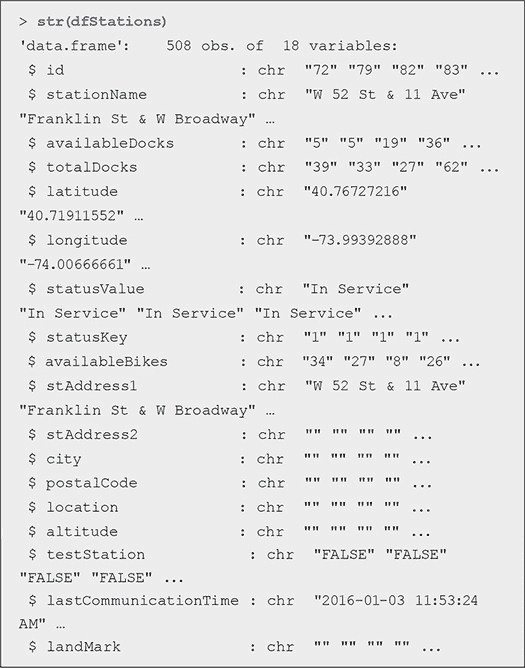 > str(dfStations)
'data.frame': 508 obs. of 18 variables:
$ id : chr "72" "79" "82" "83" ...
$ stationName : chr "W 52 St & 11 Ave"
"Franklin St & W Broadway" …
$ availableDocks : chr "5" "5" "19" "36" ...
$ totalDocks : chr "39" "33" "27" "62" ...
$ latitude : chr "40.76727216"
"40.71911552" …
$ longitude : chr "–73.99392888"
"–74.00666661" …
$ statusValue : chr "In Service"
"In Service" "In Service" "In Service" ...
$ statusKey : chr "1" "1" "1" "1" ...
$ availableBikes : chr "34" "27" "8" "26" ...
$ stAddress1 : chr "W 52 St & 11 Ave"
"Franklin St & W Broadway" …
$ stAddress2 : chr "" "" "" "" ...
$ city : chr "" "" "" "" ...
$ postalCode : chr "" "" "" "" ...
$ location : chr "" "" "" "" ...
$ altitude : chr "" "" "" "" ...
$ testStation : chr "FALSE" "FALSE"
"FALSE" "FALSE" ...
$ lastCommunicationTime : chr "2016-01-03 11:53:24
AM" …
$ landMark : chr "" "" "" "" ...